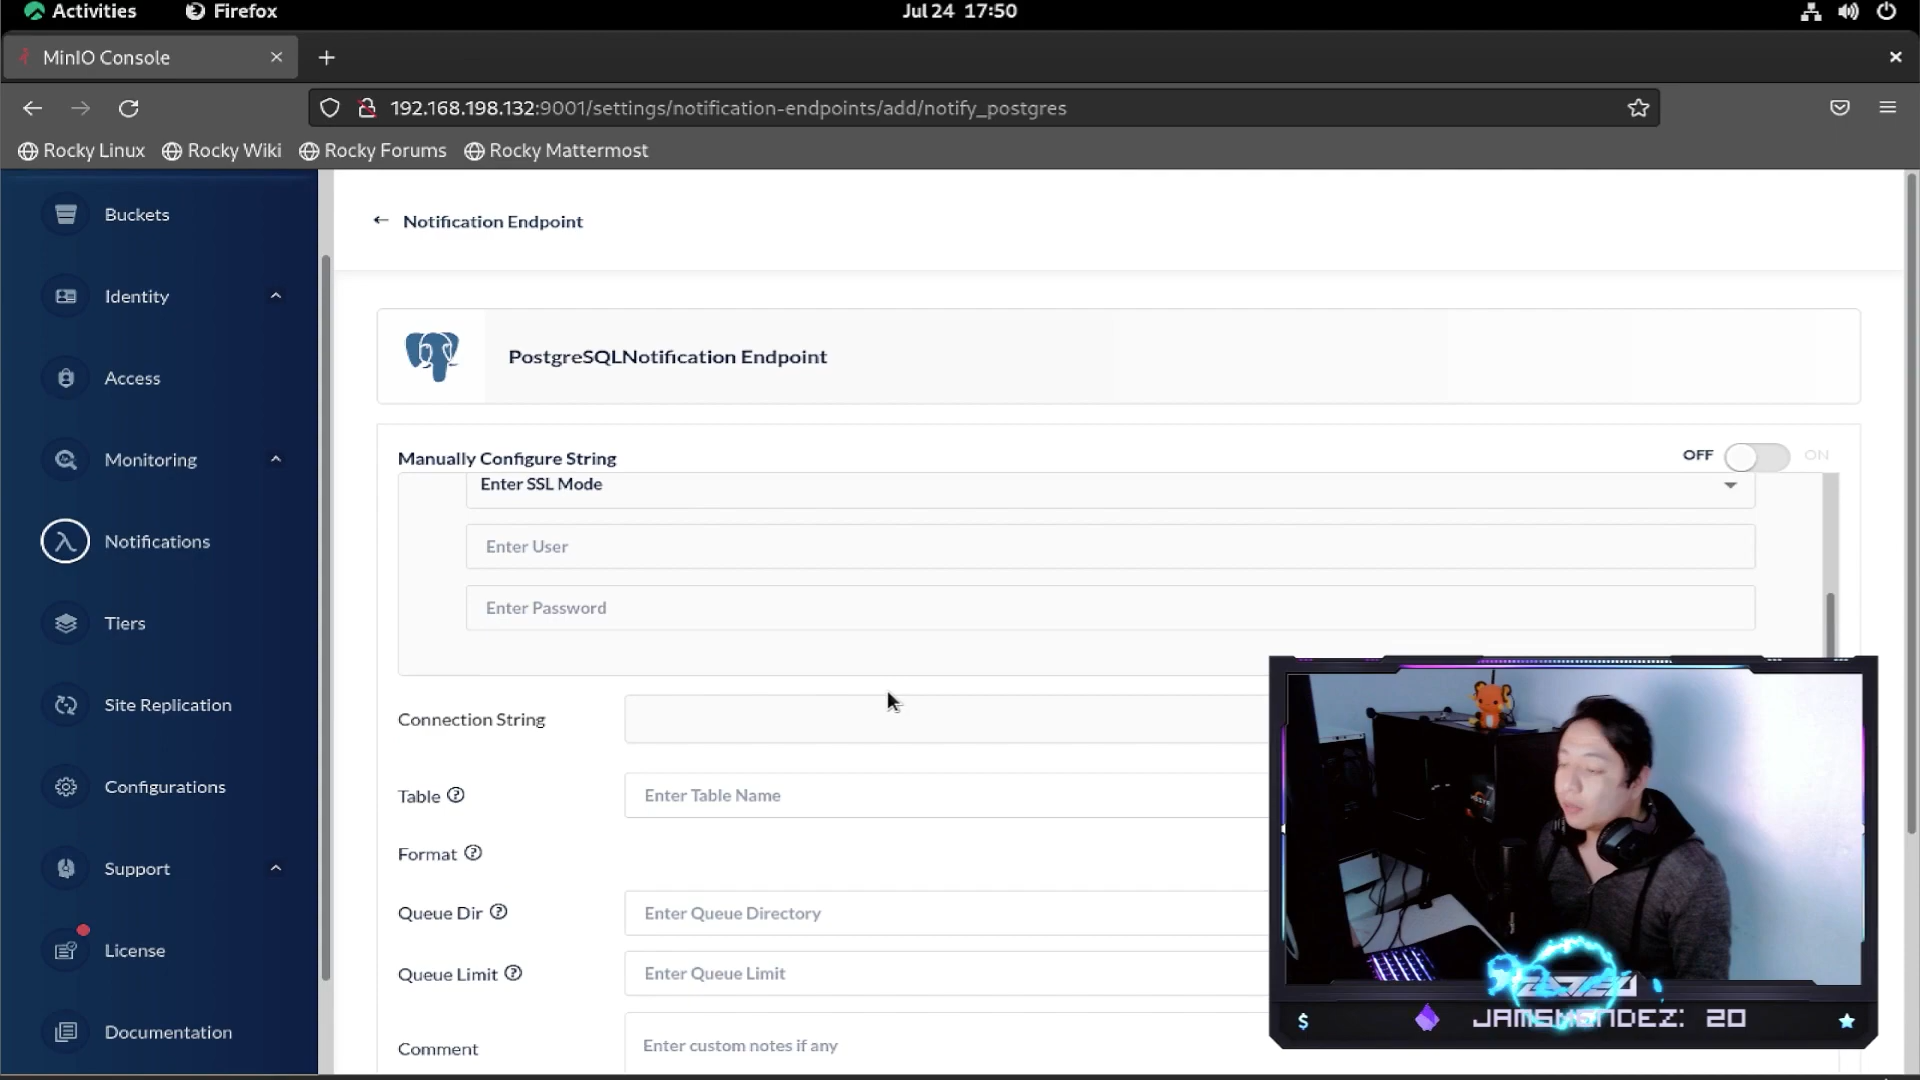 Activities
Firefox
Jul 24 17:50
MinIO Console
192.168.198.132:9001/settings/notification-endpoints/add/notify_postgres
Rocky Linux
Rocky Wiki
Rocky Forums
Rocky Mattermost
Buckets
Identity
Access
Monitoring
Notifications
Tiers
Site Replication
Configurations
Support
License
Documentation
Notification Endpoint
PostgreSQLNotification Endpoint
Manually Configure String
OFF
ON
Enter SSL Mode
Enter User
Enter Password
Connection String
Table
Enter Table Name
Format
Queue Dir
Enter Queue Directory
Queue Limit
Enter Queue Limit
Comment
Enter custom notes if any
$
JAMSMENDEZ: 20